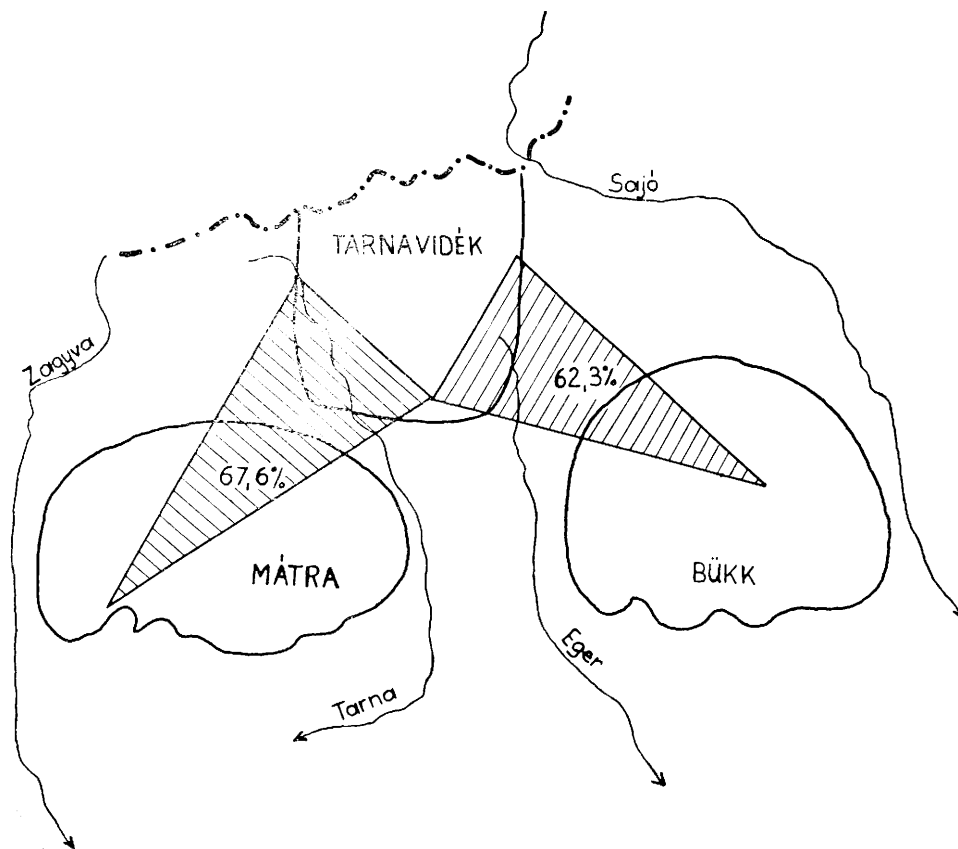 Sajó
TARNAVIDÉK
Zagyva
62,3%
67,6%
MÁTRA
BÜKK
Eger
Tarna